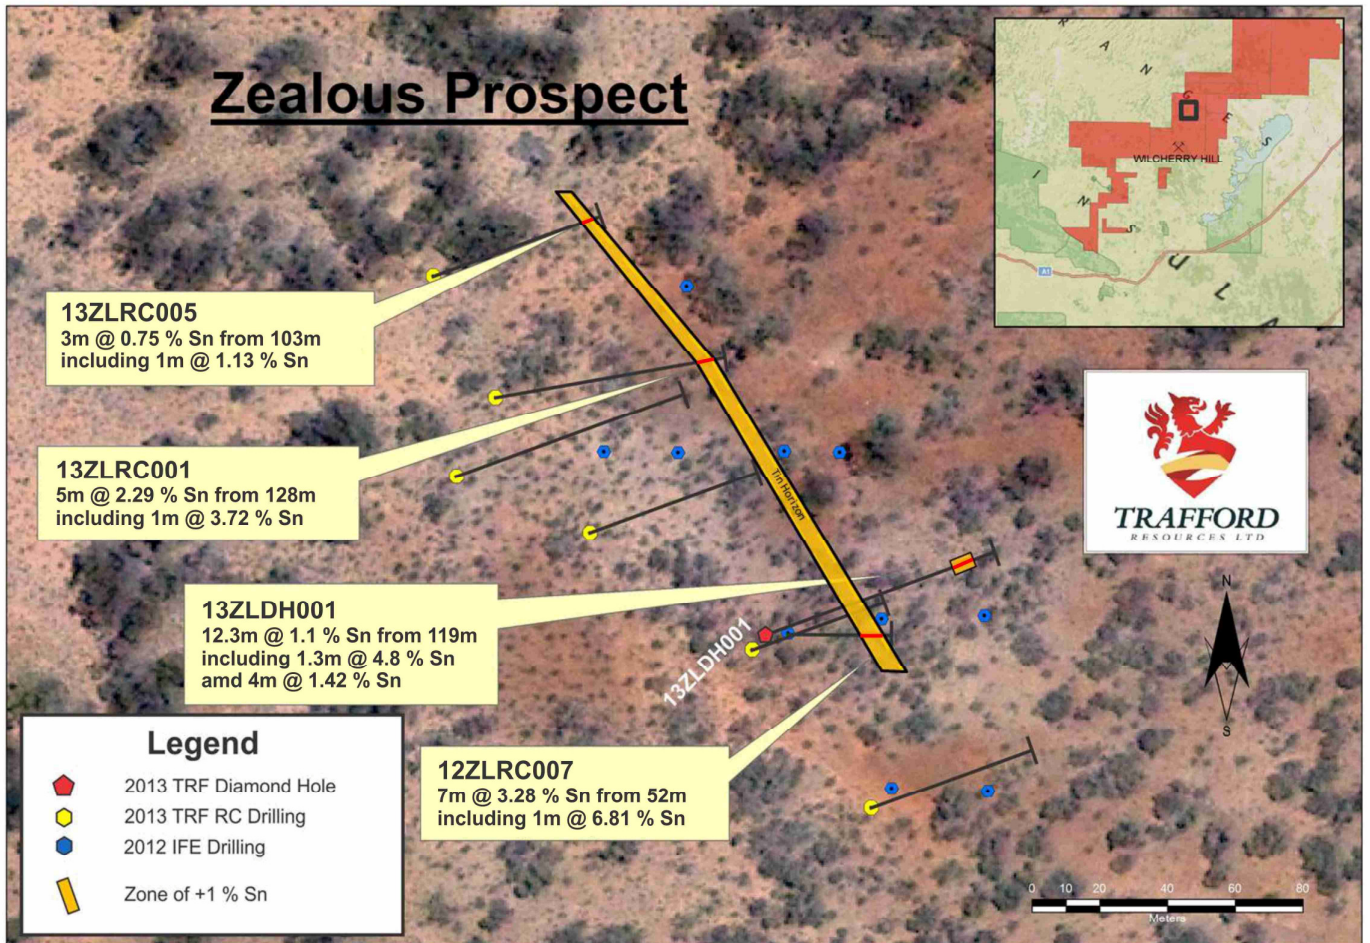 Zealous Prospect
R
A
N
G
E
S
WILCHERRY HILL
I
N
S
A1
13ZLRC005
3m @ 0.75 % Sn from 103m
including 1m @ 1.13 % Sn
13ZLRC001
5m @ 2.29 % Sn from 128m
including 1m @ 3.72 % Sn
Tin Horizon
TRAFFORD
RESOURCES LTD
13ZLDH001
12.3m @ 1.1 % Sn from 119m
including 1.3m @ 4.8 % Sn
amd 4m @ 1.42 % Sn
13ZLDH001
N
S
12ZLRC007
7m @ 3.28 % Sn from 52m
including 1m @ 6.81 % Sn
Legend
2013 TRF Diamond Hole
2013 TRF RC Drilling
2012 IFE Drilling
Zone of +1 % Sn
0 10 20 40 60 80
Meters